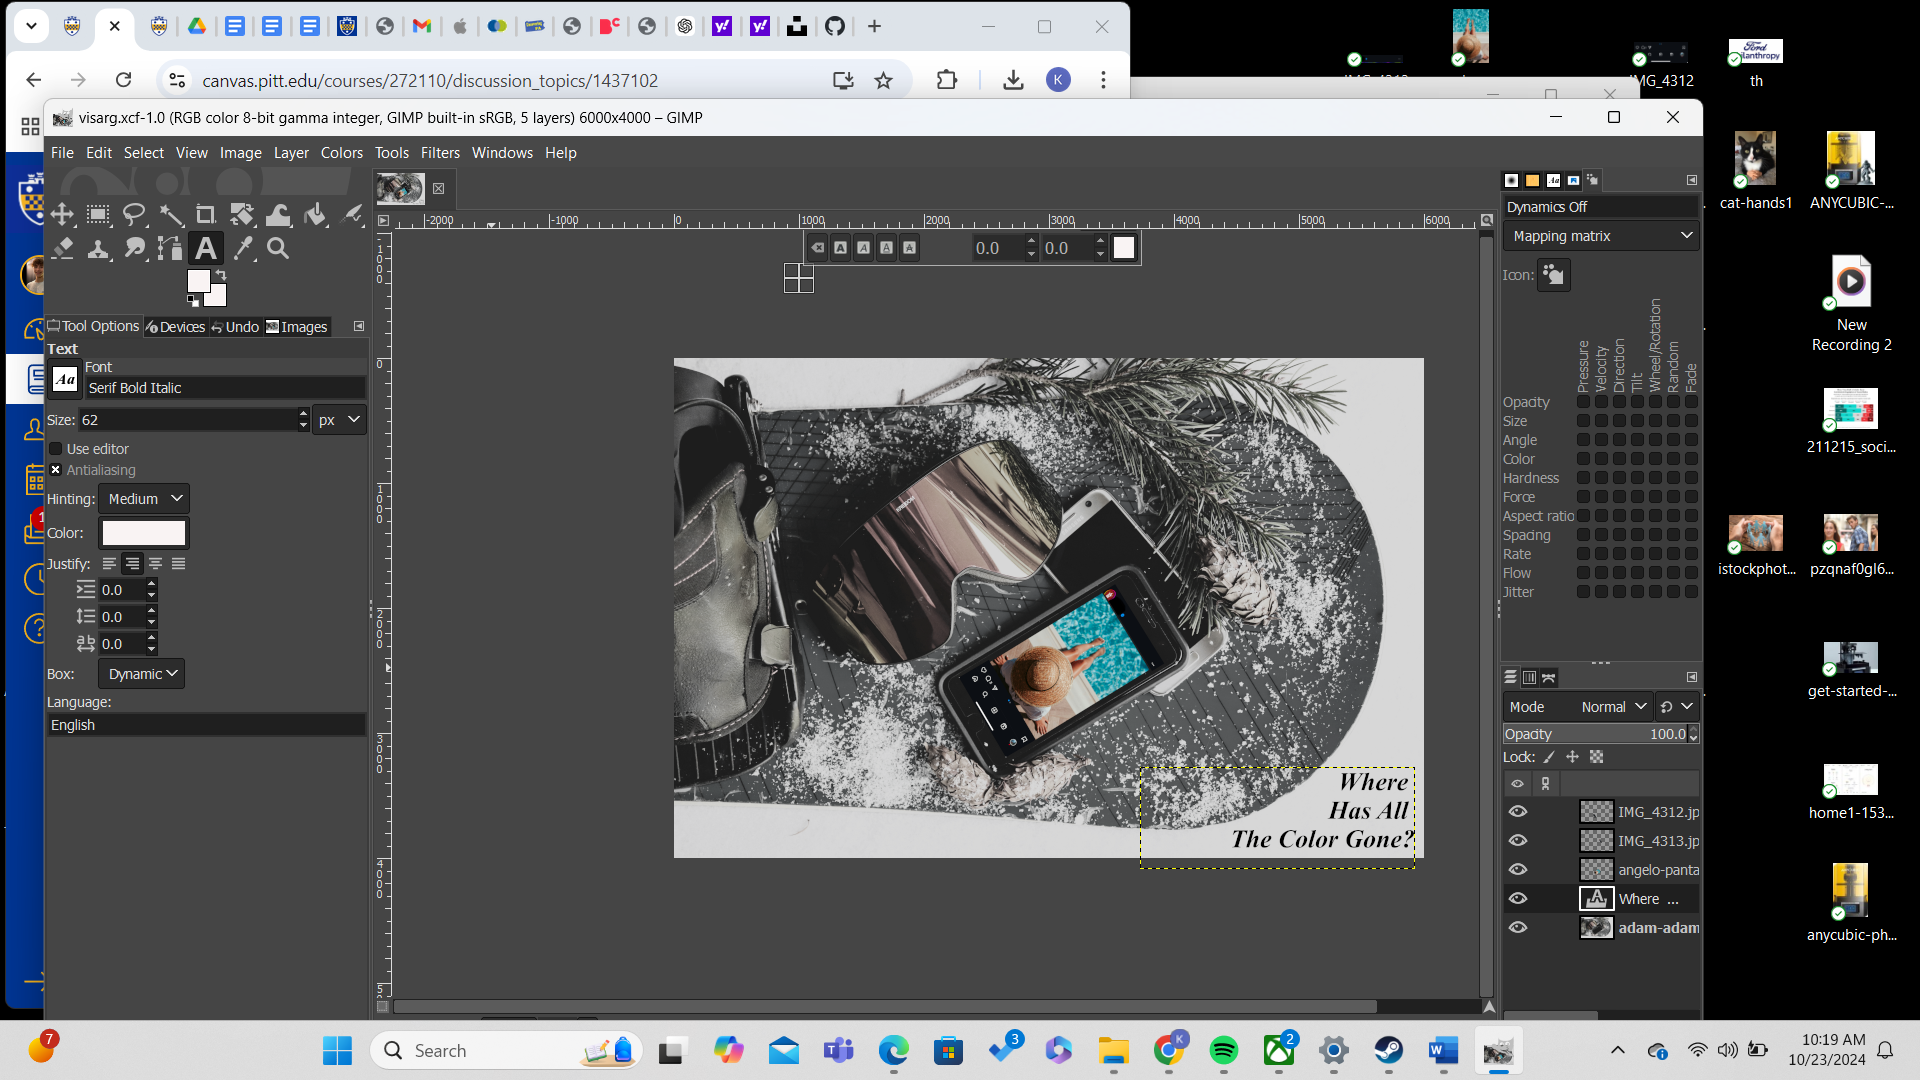 canvas.pitt.edu/courses/272110/discussion_topics/1437102
K
visarg.xcf-1.0 (RGB color 8-bit gamma integer, GIMP built-in sRGB, 5 layers) 6000x4000 – GIMP
File Edit Select View Image Layer Colors Tools Filters Windows Help
-2000 -1000 0 1000 2000 3000 4000 5000 6000
0.0 0.0
Tool Options Devices Undo Images
Text
Font
Aa Serif Bold Italic
Size: 62 px
Use editor
Antialiasing
Hinting: Medium
Color:
Justify:
0.0
0.0
0.0
Box: Dynamic
Language:
English
Where
Has All
The Color Gone?
Dynamics Off
Mapping matrix
Icon:
Pressure
Velocity
Direction
Tilt
Wheel/Rotation
Random
Fade
Opacity
Size
Angle
Color
Hardness
Force
Aspect ratio
Spacing
Rate
Flow
Jitter
Mode Normal
Opacity 100.0
Lock:
IMG_4312.jp
IMG_4313.jp
angelo-panta
Where ...
adam-adam
IMG_4312
th
cat-hands1
ANYCUBIC-...
New
Recording 2
211215_soci...
istockphot...
pzqnaf0gl6...
get-started-...
home1-153...
anycubic-ph...
7
Search
3
2
10:19 AM
10/23/2024